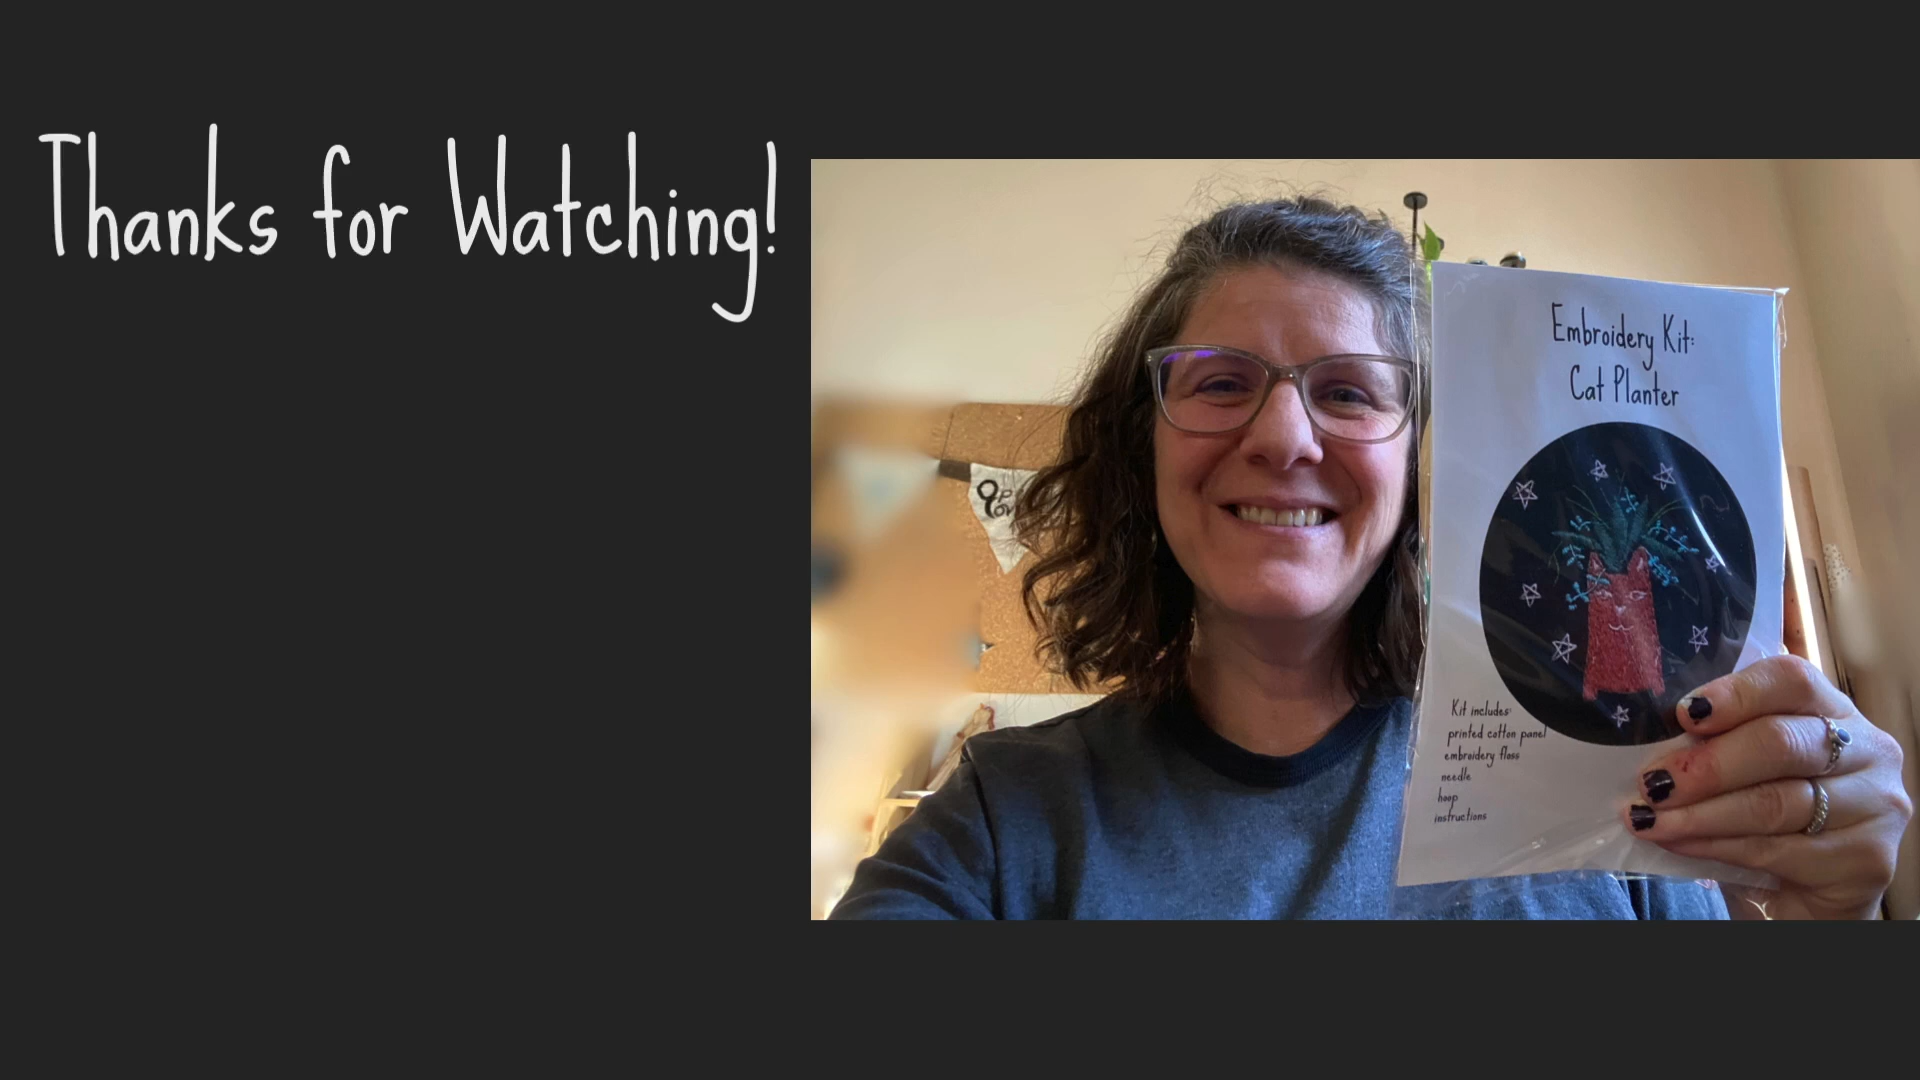 Thanks for Watching!
Embroidery Kit:
Cat Planter
Kit includes:
printed cotton panel
embroidery floss
needle
hoop
instructions